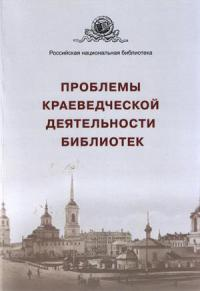 Российская национальная библиотека
ПРОБЛЕМЫ
КРАЕВЕДЧЕСКОЙ
ДЕЯТЕЛЬНОСТИ
БИБЛИОТЕК